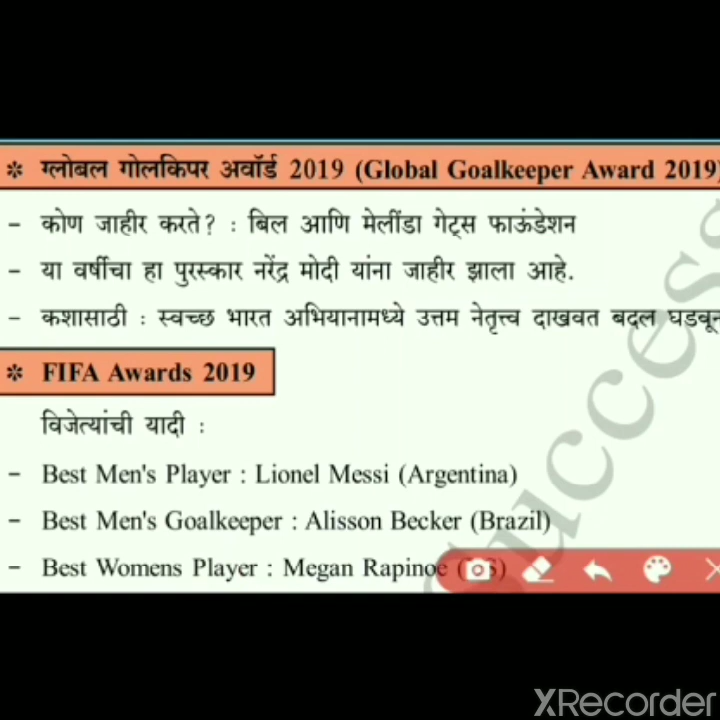 * ग्लोबल गोलकिपर अवॉर्ड 2019 (Global Goalkeeper Award 2019)
- कोण जाहीर करते? : बिल आणि मेलींडा गेट्स फाऊंडेशन
- या वर्षीचा हा पुरस्कार नरेंद्र मोदी यांना जाहीर झाला आहे.
- कशासाठी : स्वच्छ भारत अभियानामध्ये उत्तम नेतृत्त्व दाखवत बदल घडवून
* FIFA Awards 2019
विजेत्यांची यादी :
- Best Men's Player : Lionel Messi (Argentina)
- Best Men's Goalkeeper : Alisson Becker (Brazil)
- Best Womens Player : Megan Rapinoe
Success
XRecorder